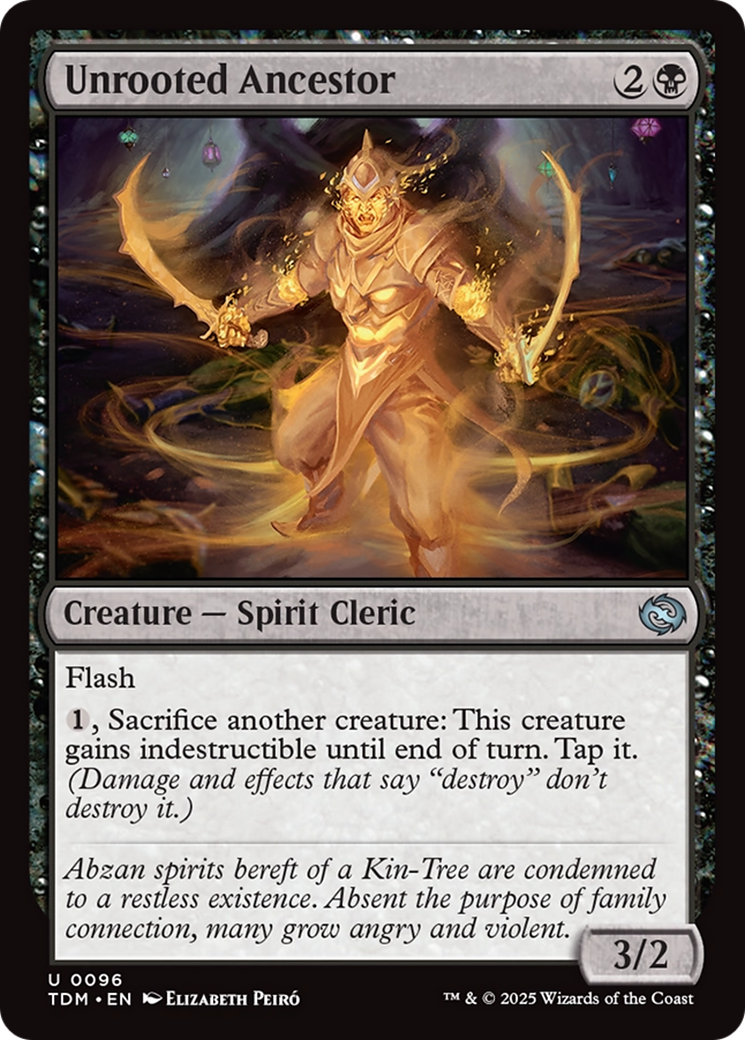 Unrooted Ancestor 2
Creature — Spirit Cleric
Flash
1, Sacrifice another creature: This creature
gains indestructible until end of turn. Tap it.
(Damage and effects that say “destroy” don’t
destroy it.)
Abzan spirits bereft of a Kin-Tree are condemned
to a restless existence. Absent the purpose of family
connection, many grow angry and violent.
3/2
U 0096
TDM • EN Elizabeth Peiró
™ & © 2025 Wizards of the Coast